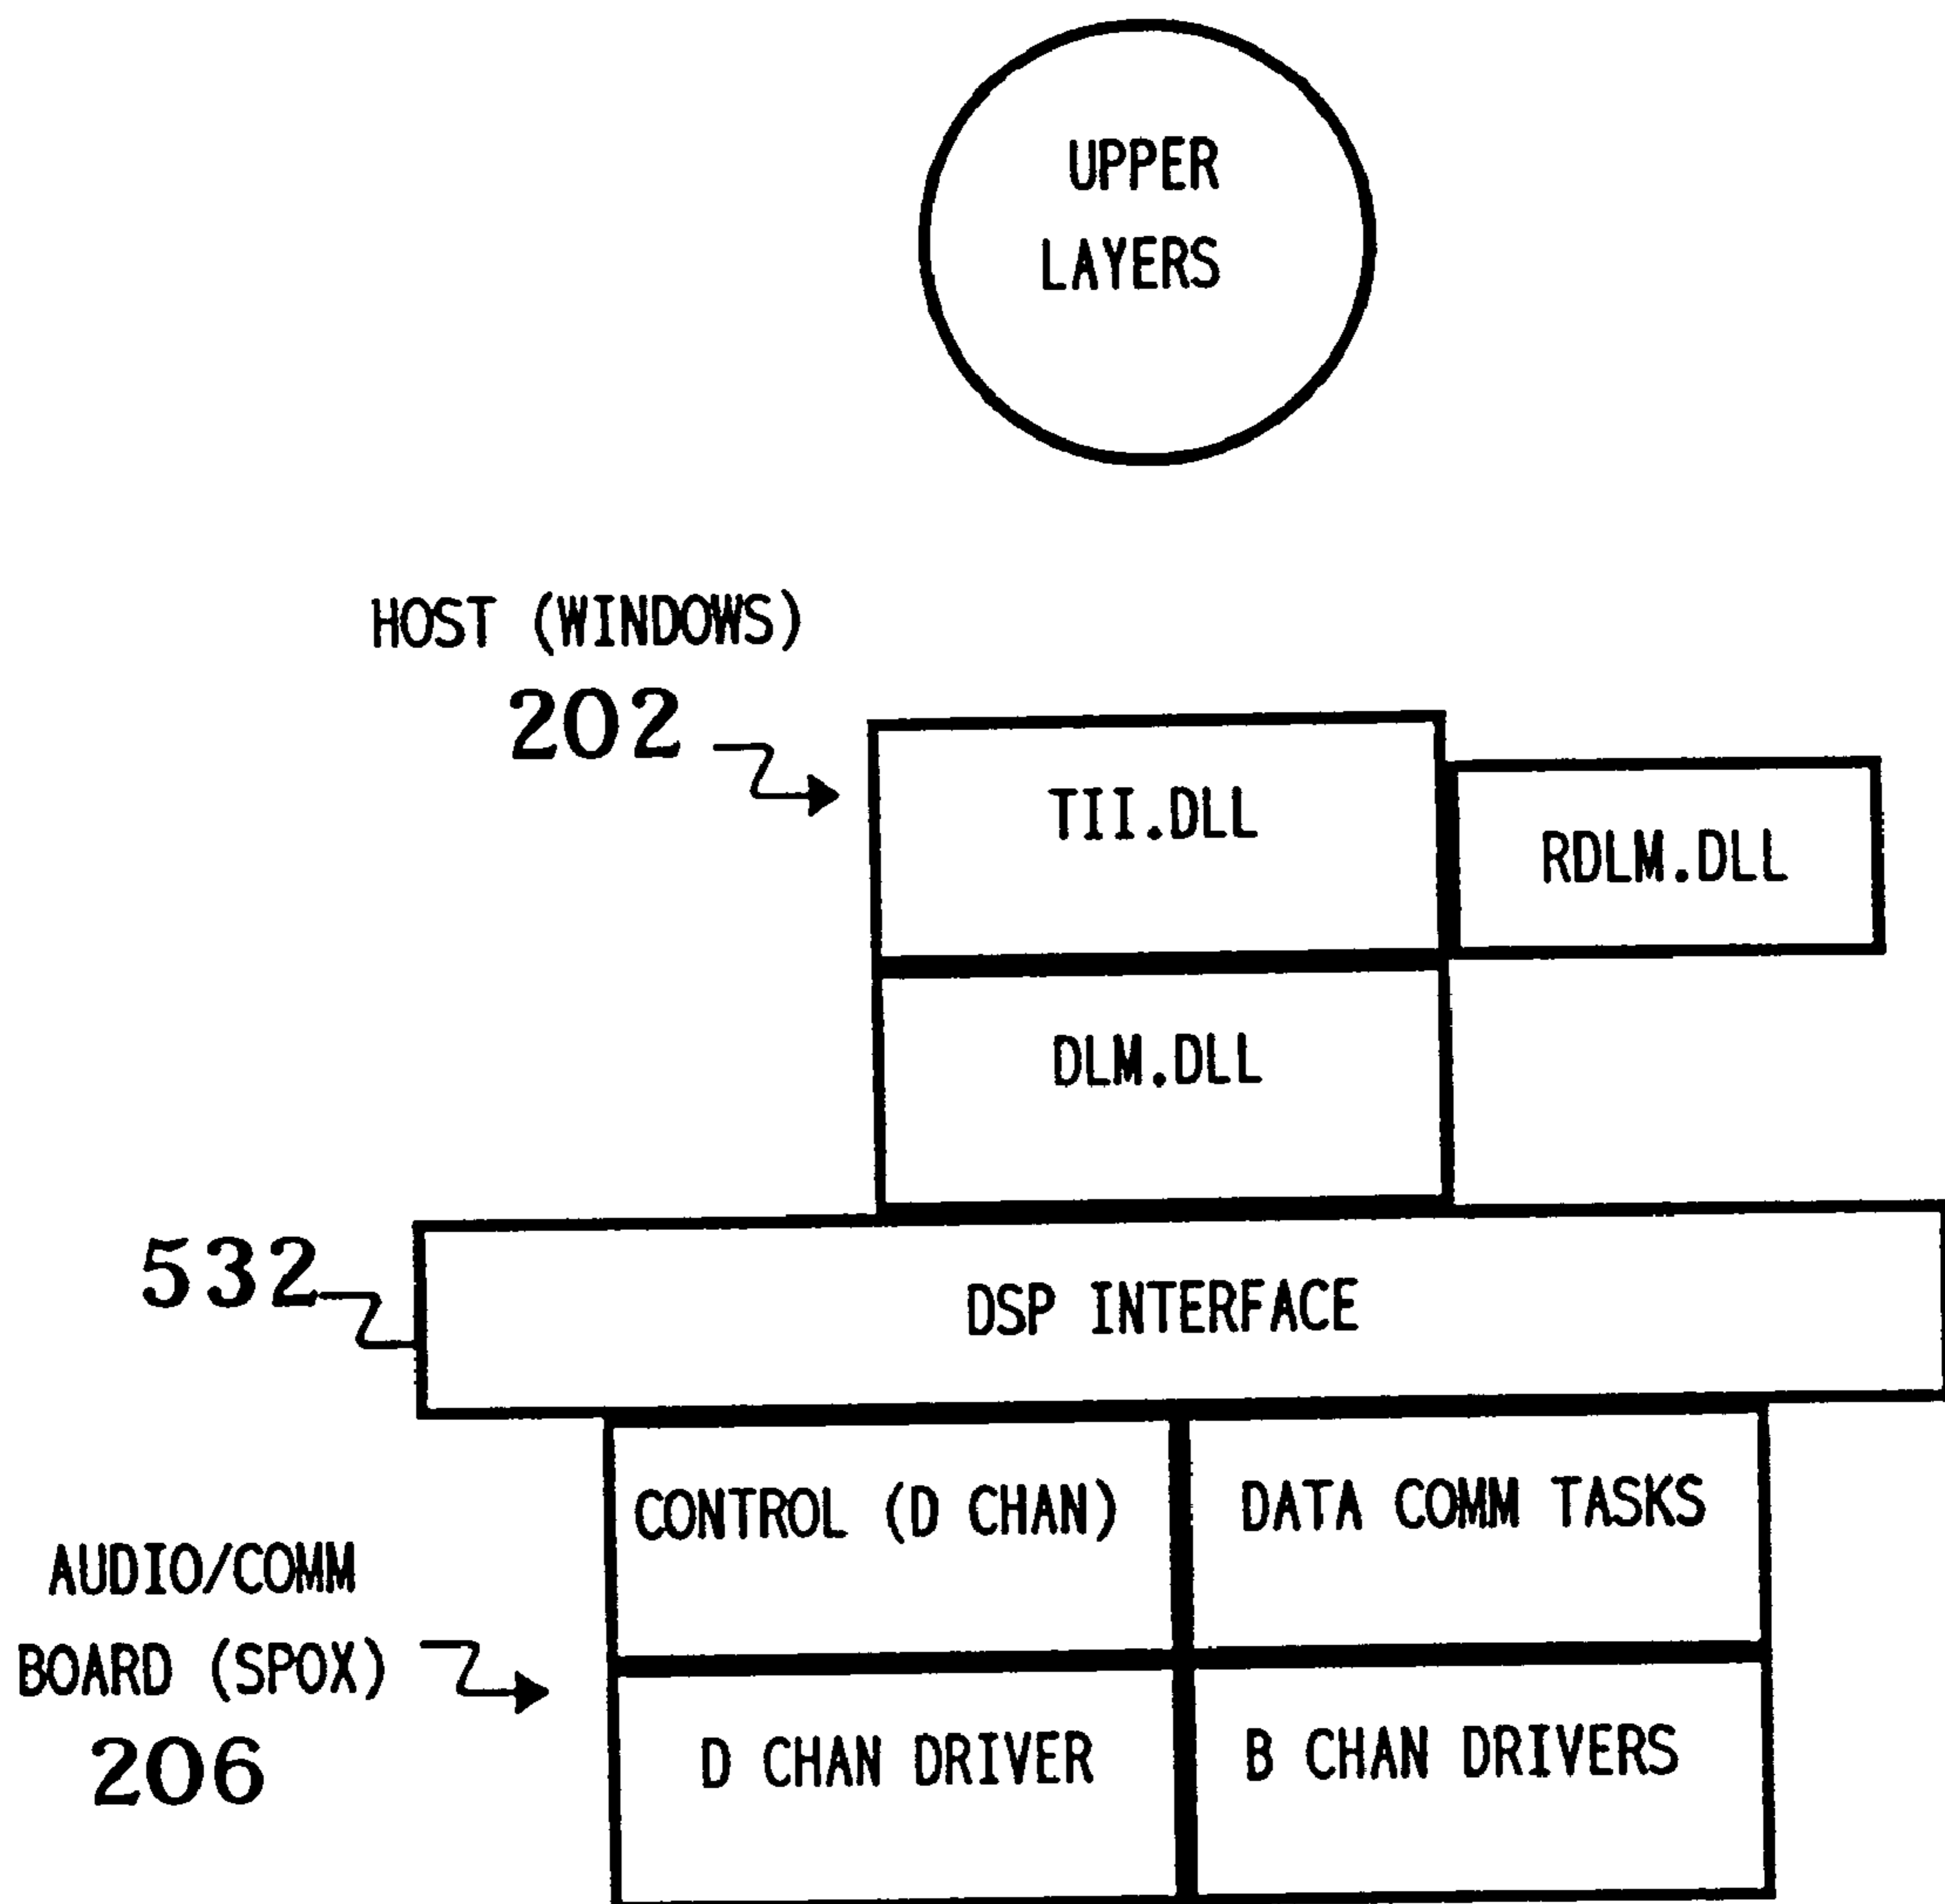 UPPER
LAYERS
HOST (WINDOWS)
202
TII.DLL
RDLM.DLL
DLM.DLL
532
DSP INTERFACE
CONTROL (D CHAN)
DATA COMM TASKS
AUDIO/COMM
BOARD (SPOX)
206
D CHAN DRIVER
B CHAN DRIVERS